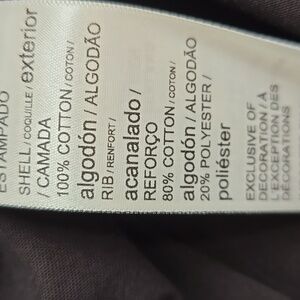 ESTAMPADO
SHELL / COQUILLE / exterior
/ CAMADA
100% COTTON / COTON /
algodón / ALGODÃO
RIB / RENFORT /
acanalado /
REFORÇO
80% COTTON / COTON /
algodón / ALGODÃO
20% POLYESTER /
poliéster
EXCLUSIVE OF
DECORATION / À
L'EXCEPTION DES
DÉCORATIONS